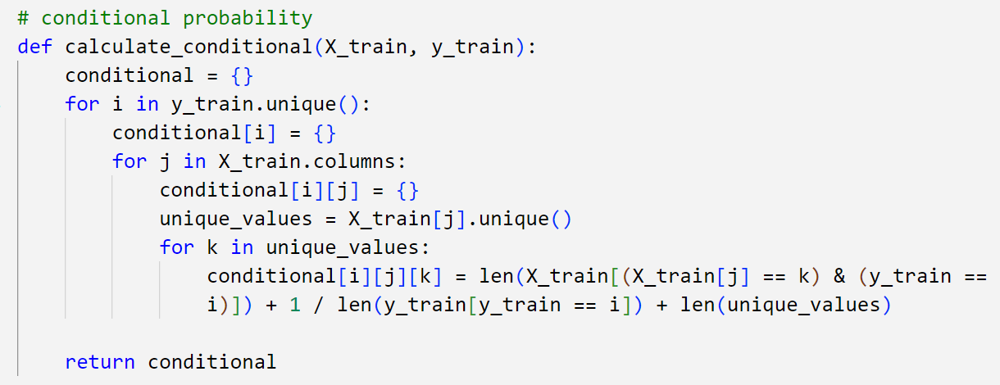 # conditional probability
def calculate_conditional(X_train, y_train):
    conditional = {}
    for i in y_train.unique():
        conditional[i] = {}
        for j in X_train.columns:
            conditional[i][j] = {}
            unique_values = X_train[j].unique()
            for k in unique_values:
                conditional[i][j][k] = len(X_train[(X_train[j] == k) & (y_train ==
                i)]) + 1 / len(y_train[y_train == i]) + len(unique_values)
    return conditional